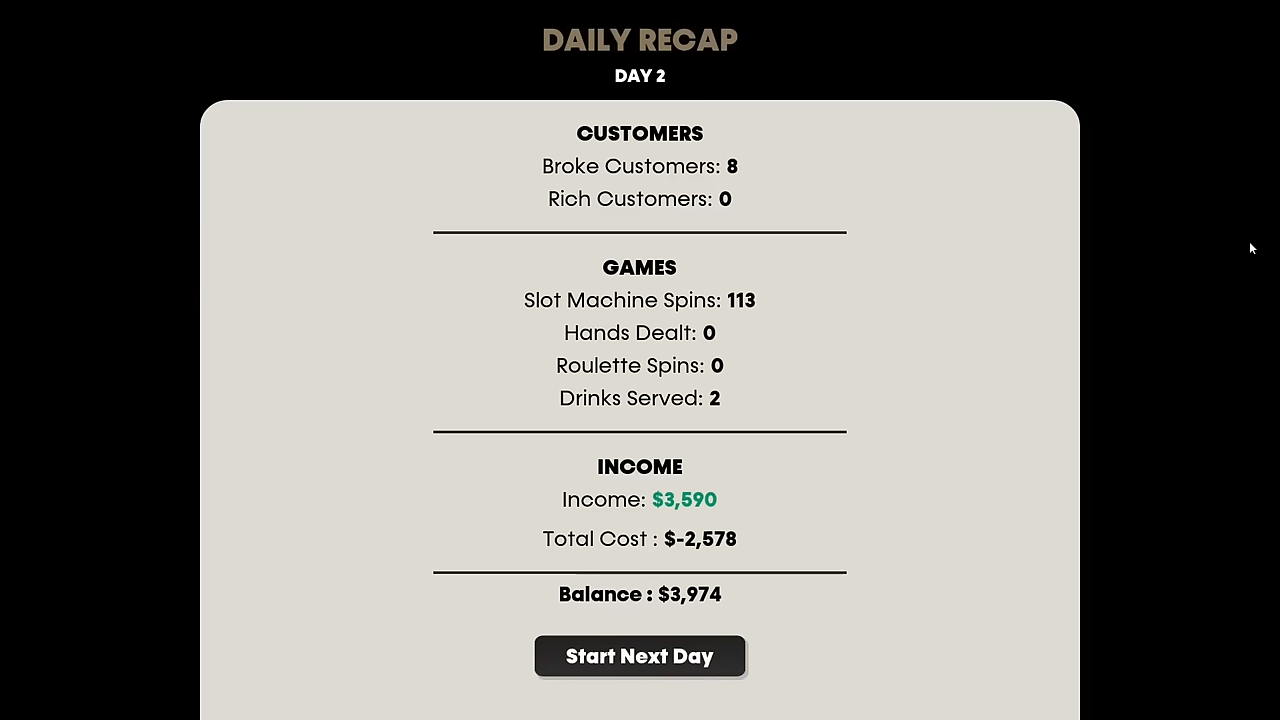 DAILY RECAP
DAY 2
CUSTOMERS
Broke Customers: 8
Rich Customers: 0
GAMES
Slot Machine Spins: 113
Hands Dealt: 0
Roulette Spins: 0
Drinks Served: 2
INCOME
Income: $3,590
Total Cost : $-2,578
Balance : $3,974
Start Next Day